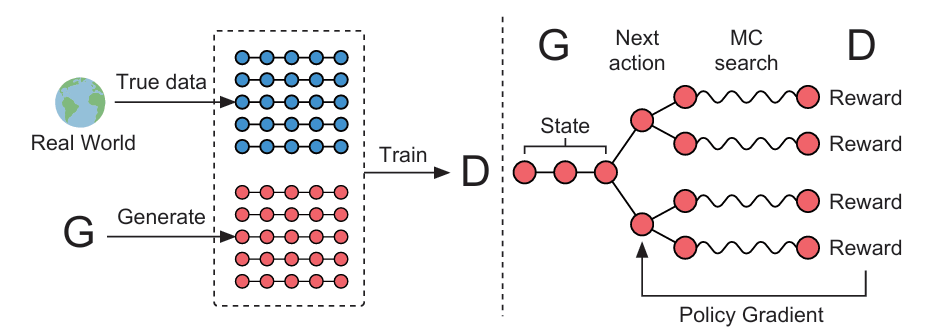 True data
Real World
G
Generate
Train
D
G
Next
action
MC
search
D
State
Reward
Reward
Reward
Reward
Policy Gradient